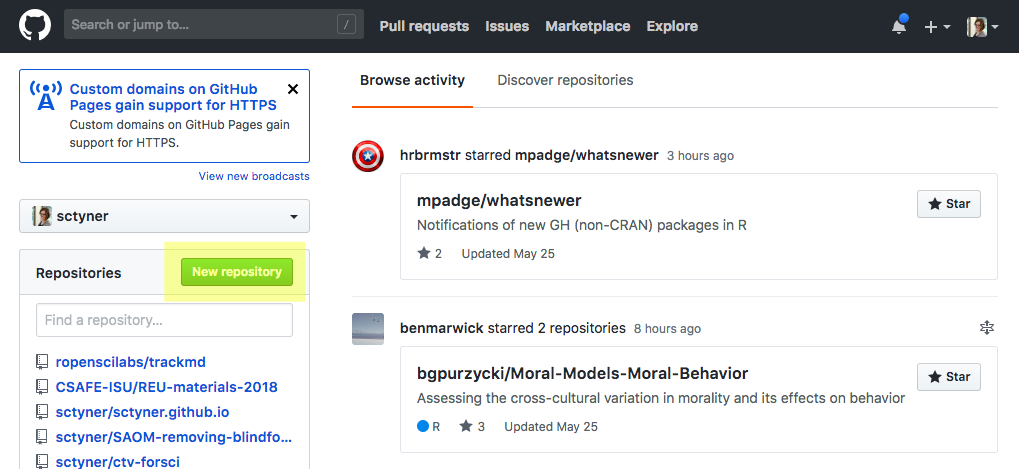 Search or jump to...
/
Pull requests
Issues
Marketplace
Explore
Custom domains on GitHub
Pages gain support for HTTPS
Custom domains on GitHub Pages gain
support for HTTPS.
View new broadcasts
sctyner
Repositories
New repository
Find a repository...
ropenscilabs/trackmd
CSAFE-ISU/REU-materials-2018
sctyner/sctyner.github.io
sctyner/SAOM-removing-blindfo...
sctyner/ctv-forsci
Browse activity
Discover repositories
hrbrmstr starred mpadge/whatsnewer 3 hours ago
mpadge/whatsnewer
Star
Notifications of new GH (non-CRAN) packages in R
2 Updated May 25
benmarwick starred 2 repositories 8 hours ago
bgpurzycki/Moral-Models-Moral-Behavior
Star
Assessing the cross-cultural variation in morality and its effects on behavior
R 3 Updated May 25